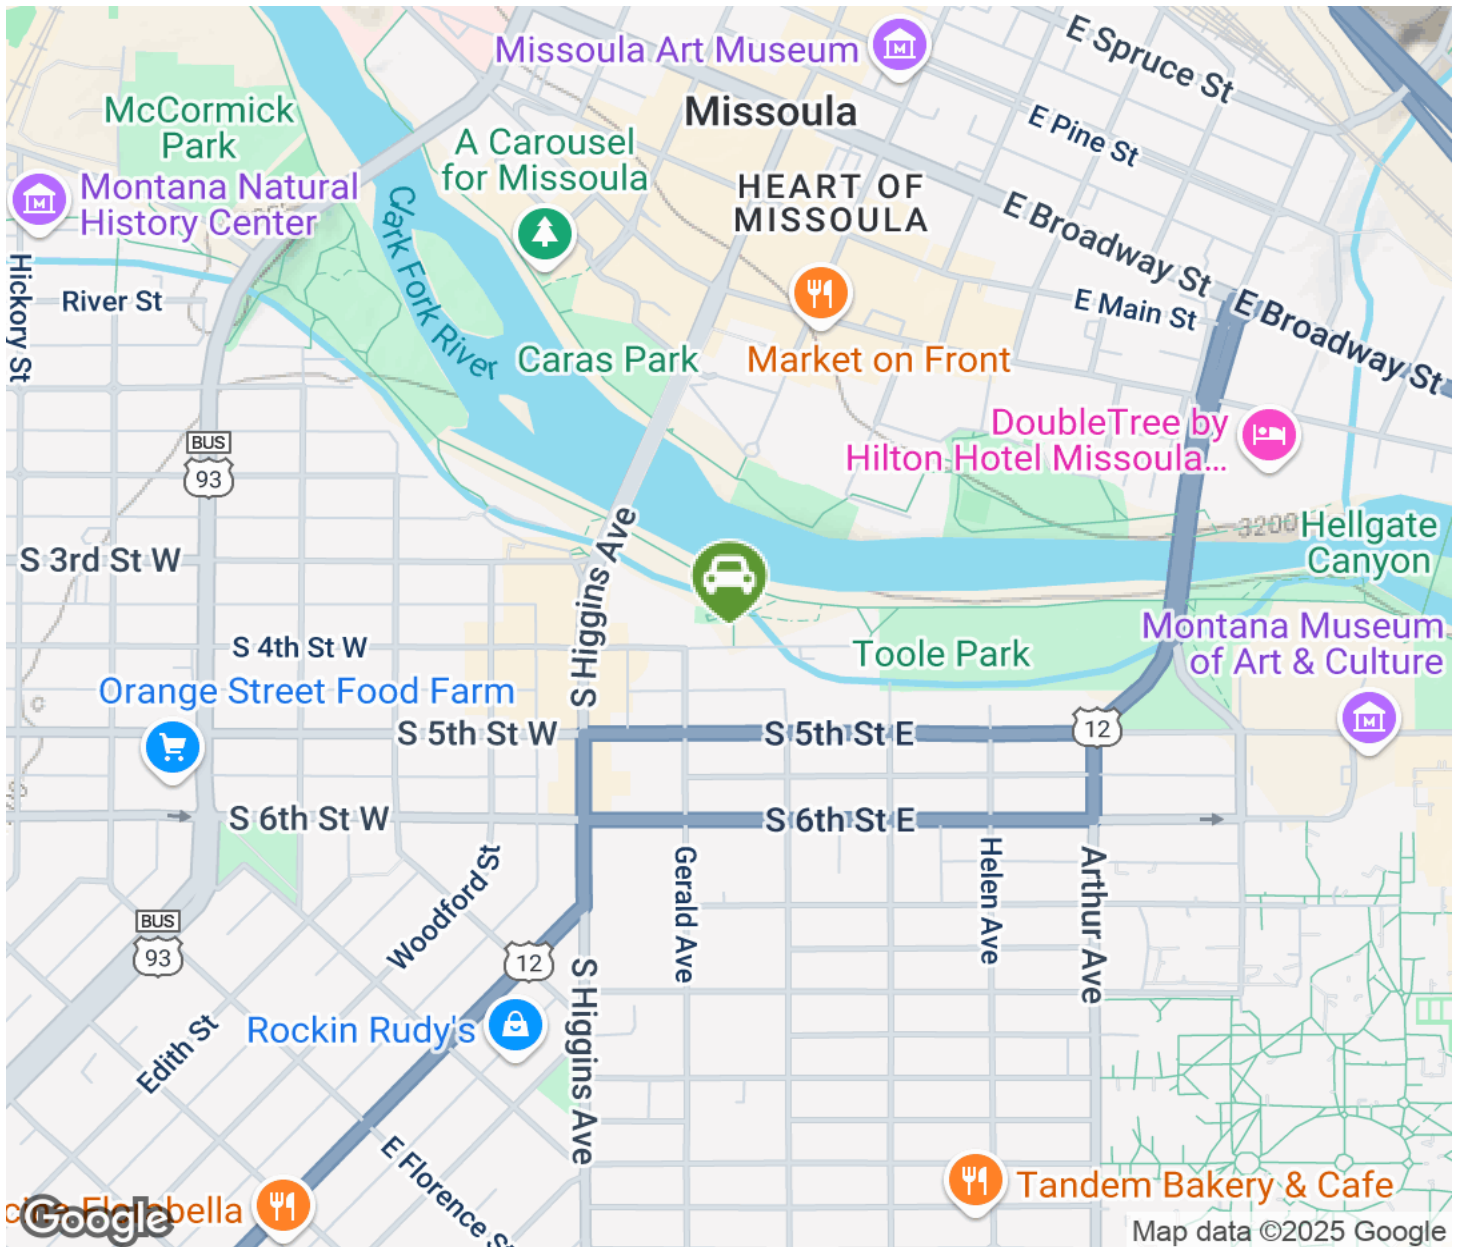 Missoula Art Museum
E Spruce St
McCormick
Park
Missoula
A Carousel
for Missoula
E Pine St
Montana Natural
History Center
HEART OF
MISSOULA
E Broadway St
Clark Fork River
Hickory St
River St
E Main St
E Broadway St
Caras Park
Market on Front
DoubleTree by
Hilton Hotel Missoula...
BUS
93
3200
Hellgate
Canyon
S 3rd St W
S Higgins Ave
S 4th St W
Toole Park
Montana Museum
of Art & Culture
Orange Street Food Farm
S 5th St W
S 5th St E
12
S 6th St W
S 6th St E
Woodford St
Gerald Ave
Helen Ave
Arthur Ave
BUS
93
12
S Higgins Ave
Rockin Rudy's
Edith St
E Florence St
Tandem Bakery & Cafe
Google
Map data ©2025 Google